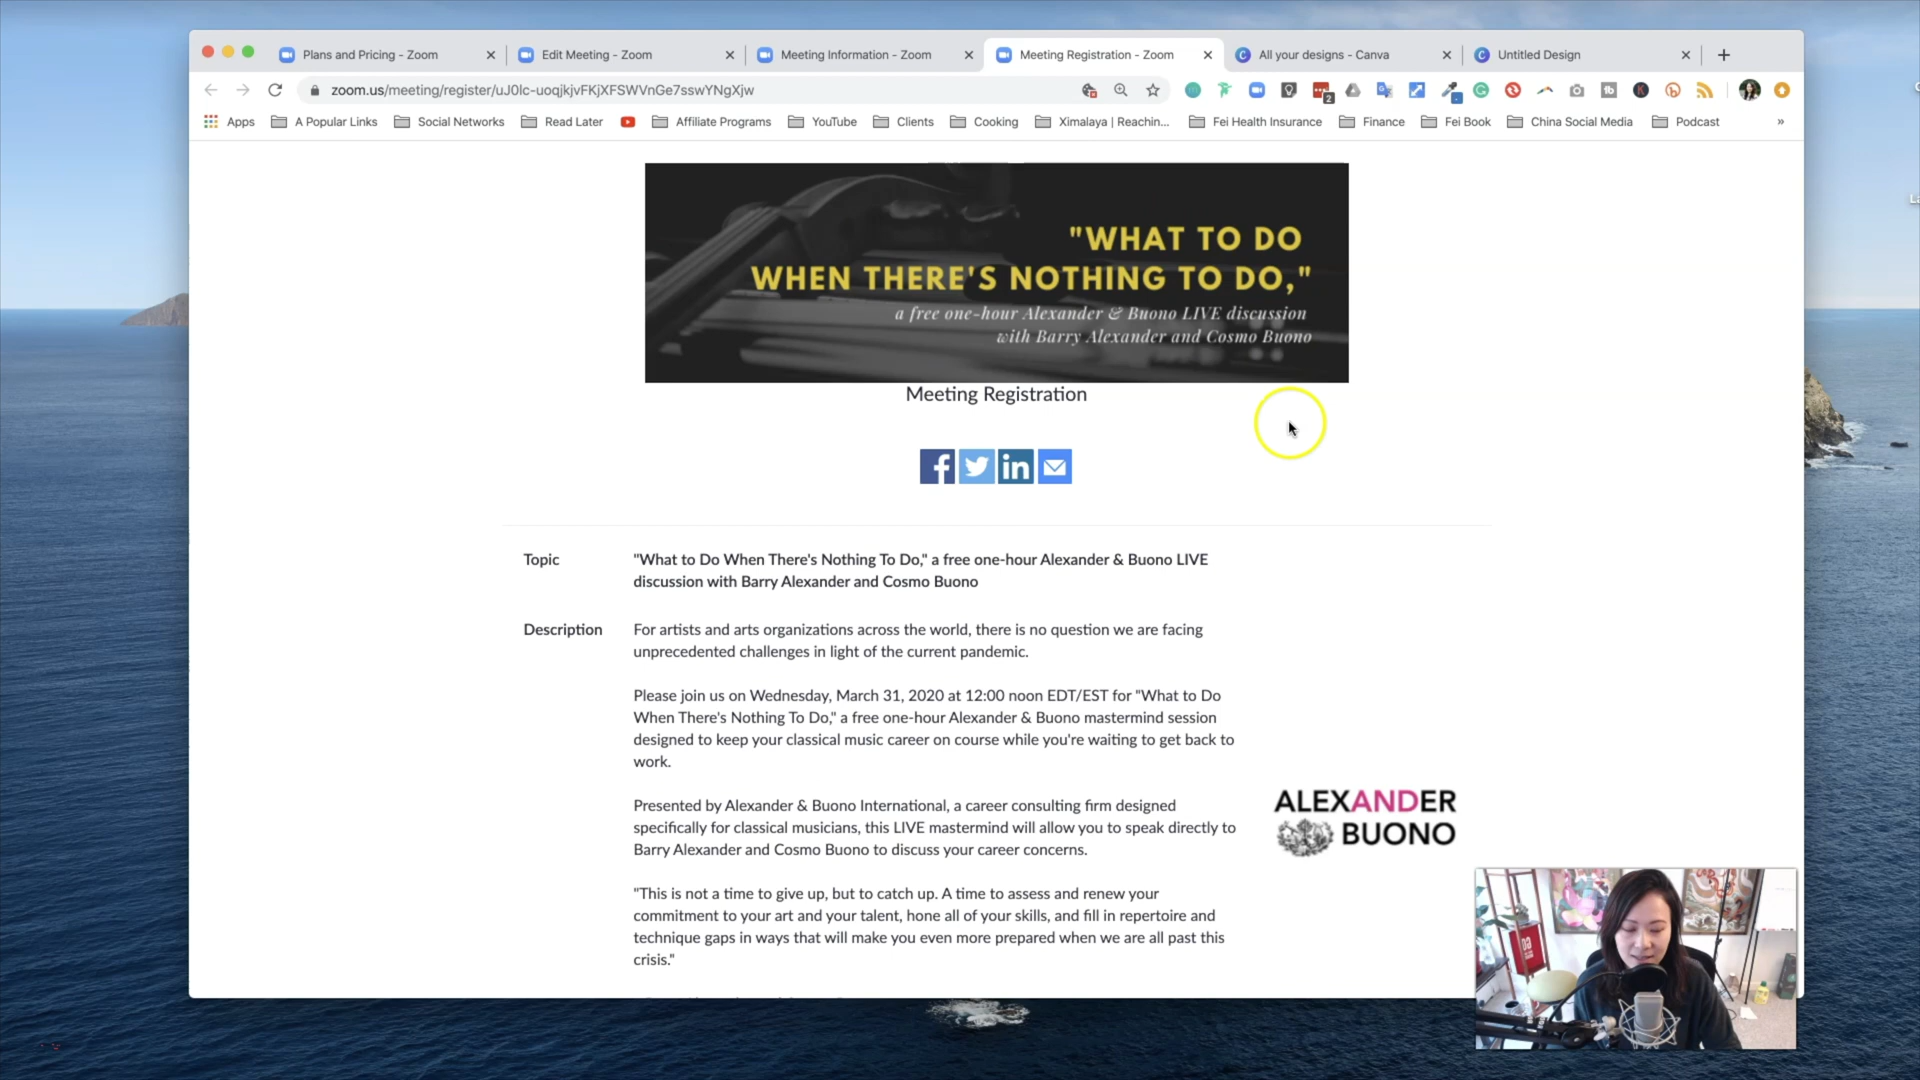 Plans and Pricing - Zoom
Edit Meeting - Zoom
Meeting Information - Zoom
Meeting Registration - Zoom
All your designs - Canva
Untitled Design
zoom.us/meeting/register/uJ0lc-uoqjkjvFKjXFSWVnGe7sswYNgXjw
Apps
A Popular Links
Social Networks
Read Later
Affiliate Programs
YouTube
Clients
Cooking
Ximalaya | Reachin...
Fei Health Insurance
Finance
Fei Book
China Social Media
Podcast
"WHAT TO DO
WHEN THERE'S NOTHING TO DO,"
a free one-hour Alexander & Buono LIVE discussion
with Barry Alexander and Cosmo Buono
Meeting Registration
Topic
"What to Do When There's Nothing To Do," a free one-hour Alexander & Buono LIVE
discussion with Barry Alexander and Cosmo Buono
Description
For artists and arts organizations across the world, there is no question we are facing
unprecedented challenges in light of the current pandemic.
Please join us on Wednesday, March 31, 2020 at 12:00 noon EDT/EST for "What to Do
When There's Nothing To Do," a free one-hour Alexander & Buono mastermind session
designed to keep your classical music career on course while you're waiting to get back to
work.
Presented by Alexander & Buono International, a career consulting firm designed
specifically for classical musicians, this LIVE mastermind will allow you to speak directly to
Barry Alexander and Cosmo Buono to discuss your career concerns.
"This is not a time to give up, but to catch up. A time to assess and renew your
commitment to your art and your talent, hone all of your skills, and fill in repertoire and
technique gaps in ways that will make you even more prepared when we are all past this
crisis."
ALEXANDER
BUONO